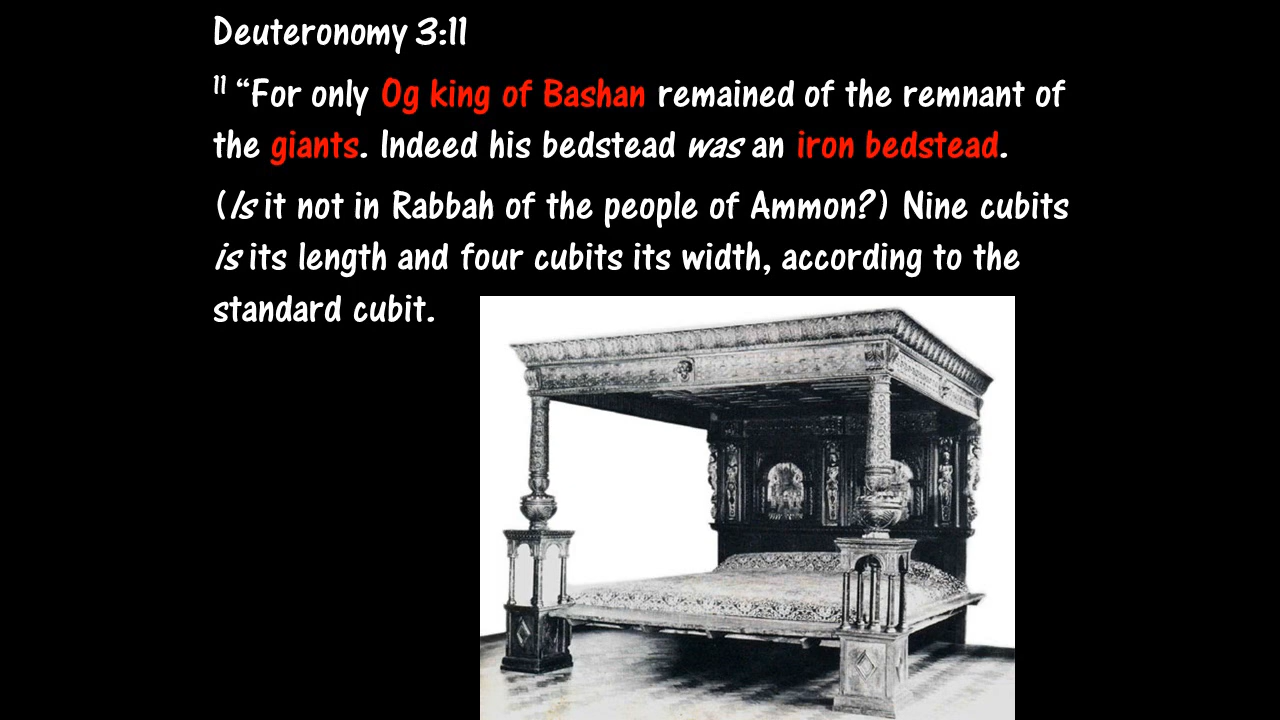 Deuteronomy 3:11
11 “For only Og king of Bashan remained of the remnant of
the giants. Indeed his bedstead was an iron bedstead.
(Is it not in Rabbah of the people of Ammon?) Nine cubits
is its length and four cubits its width, according to the
standard cubit.